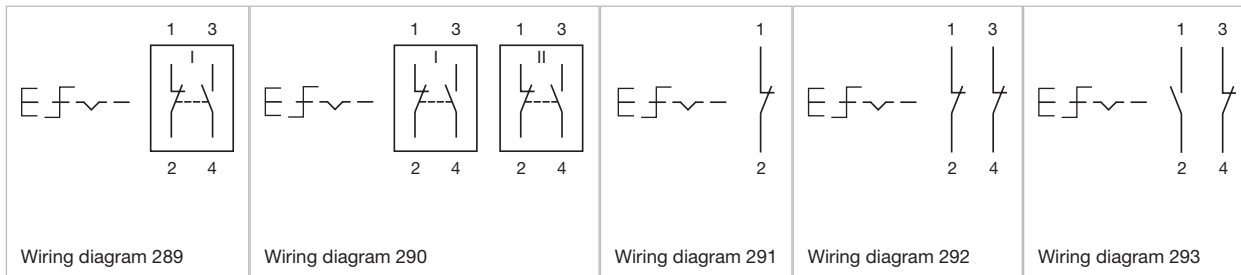 1 3
I
2 4
Wiring diagram 289
1 3 1 3
I II
2 4 2 4
Wiring diagram 290
1
2
Wiring diagram 291
1 3
2 4
Wiring diagram 292
1 3
2 4
Wiring diagram 293